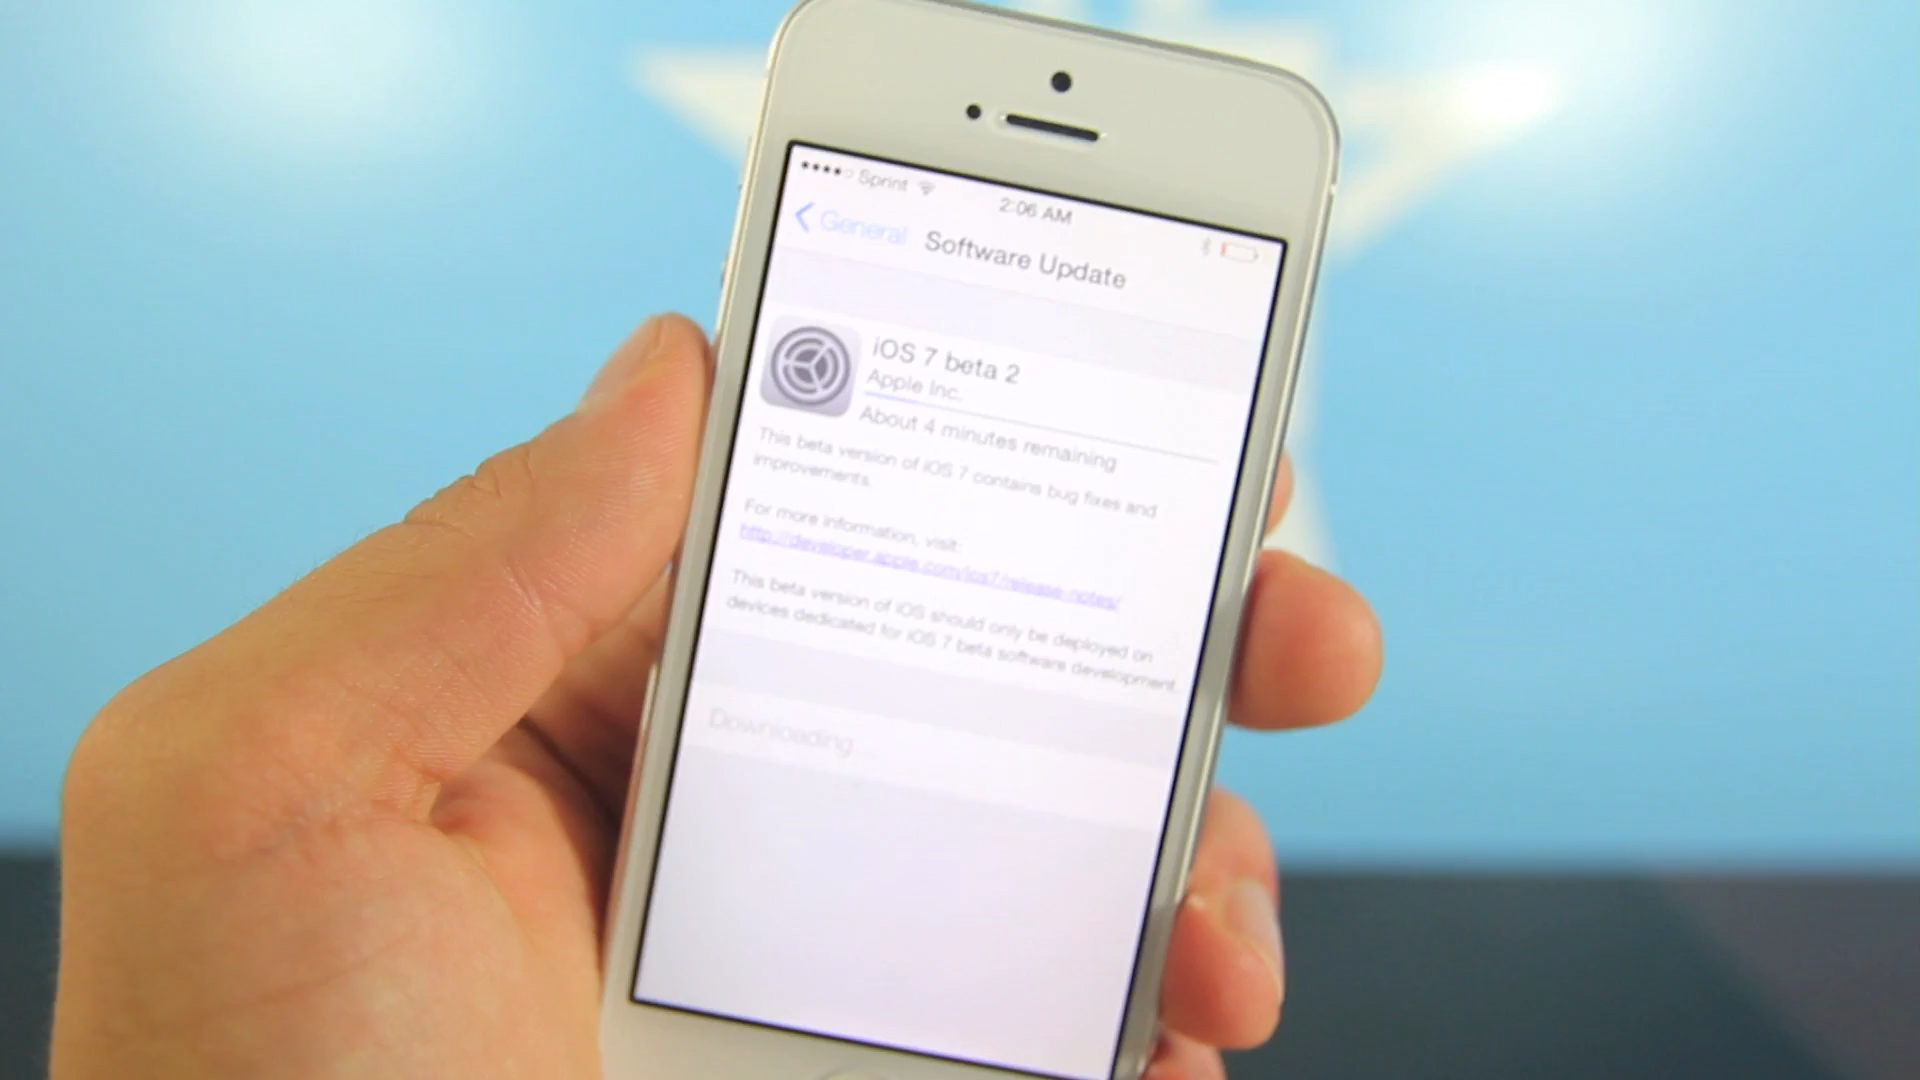 Sprint
2:06 AM
General
Software Update
iOS 7 beta 2
Apple Inc.
About 4 minutes remaining
This beta version of iOS 7 contains bug fixes and
improvements.
For more information, visit:
http://developer.apple.com/ios7/release-notes/
This beta version of iOS should only be deployed on
devices dedicated for iOS 7 beta software development.
Downloading...